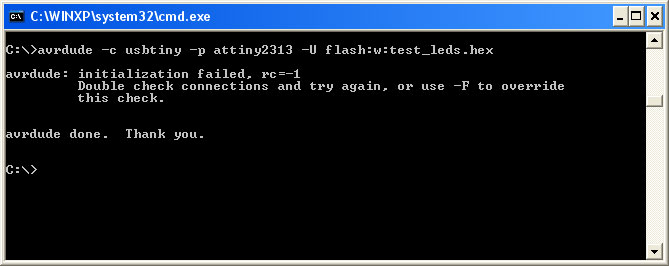 C:\WINXP\system32\cmd.exe
C:\>avrdude -c usbtiny -p attiny2313 -U flash:w:test_leds.hex
avrdude: initialization failed, rc=-1
Double check connections and try again, or use -F to override
this check.
avrdude done.  Thank you.
C:\>